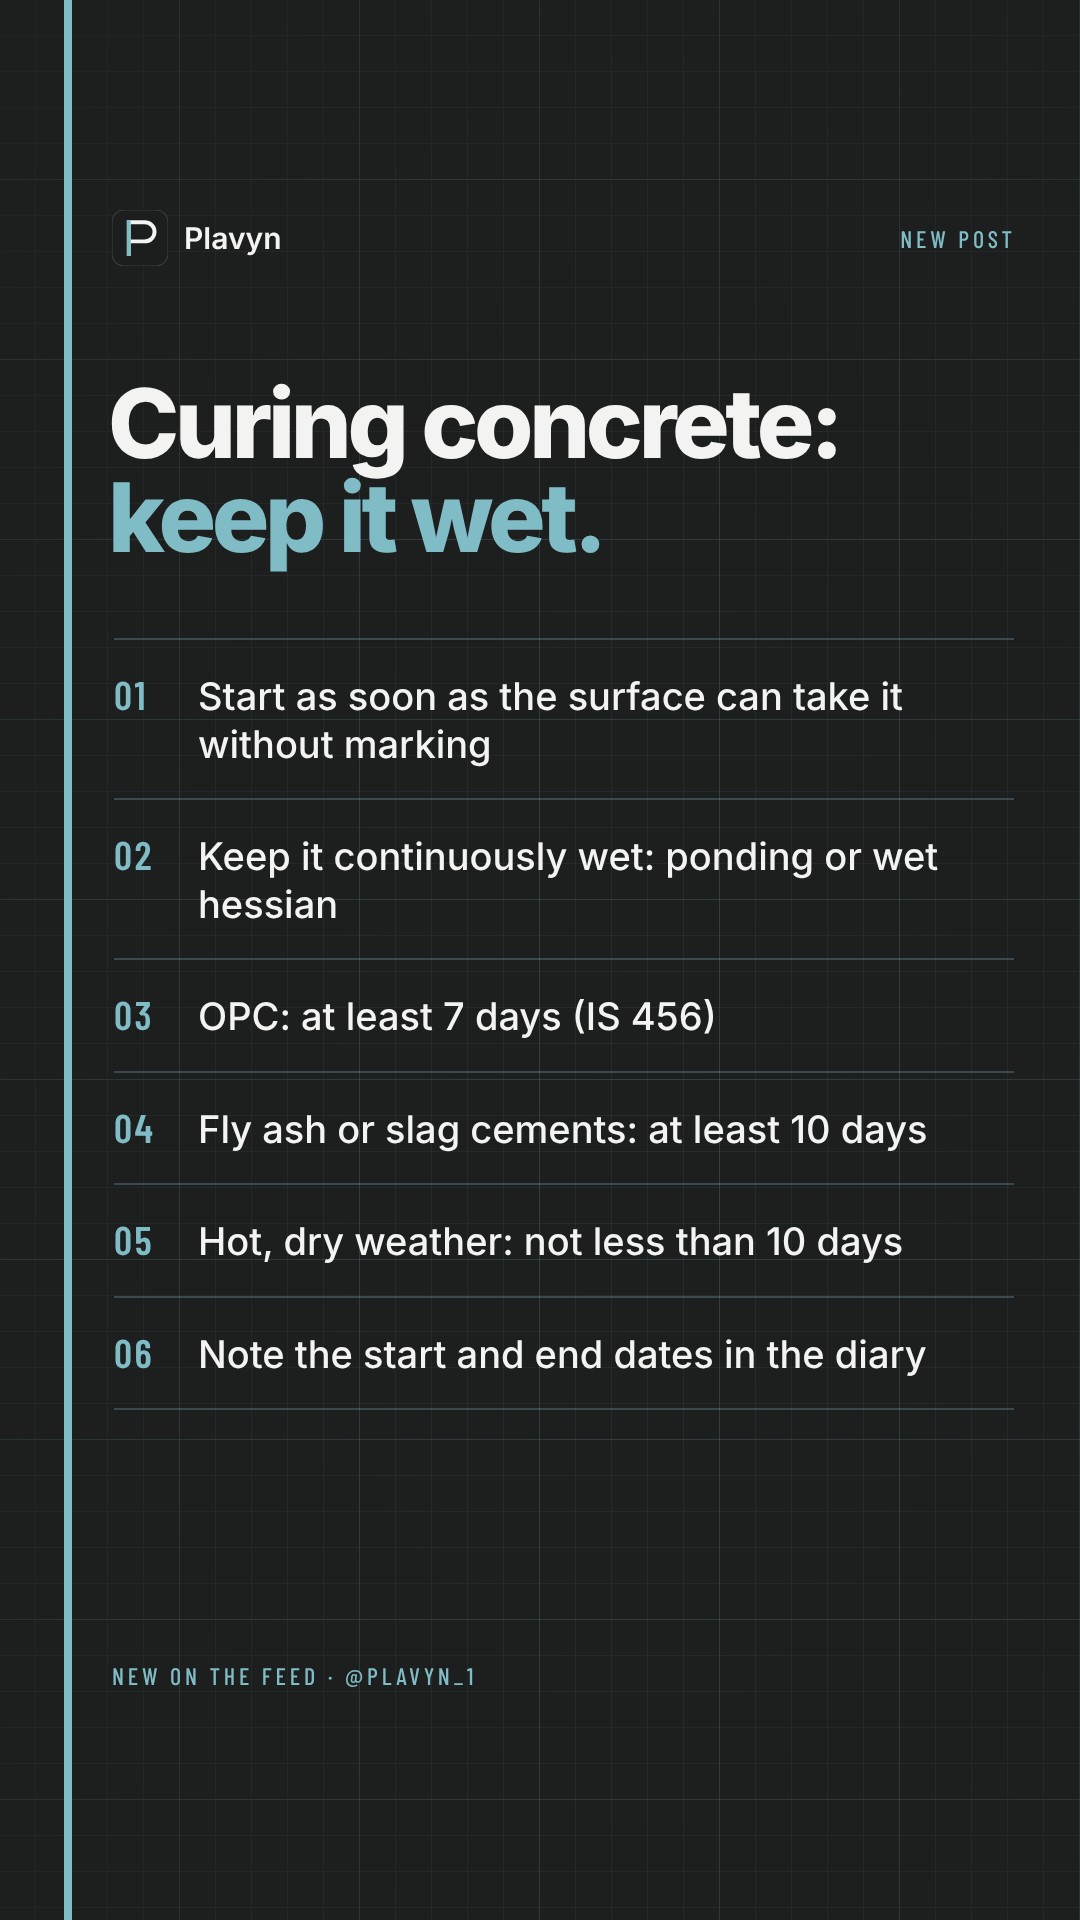 Plavyn
NEW POST
Curing concrete:
keep it wet.
01 Start as soon as the surface can take it
without marking
02 Keep it continuously wet: ponding or wet
hessian
03 OPC: at least 7 days (IS 456)
04 Fly ash or slag cements: at least 10 days
05 Hot, dry weather: not less than 10 days
06 Note the start and end dates in the diary
NEW ON THE FEED · @PLAVYN_1